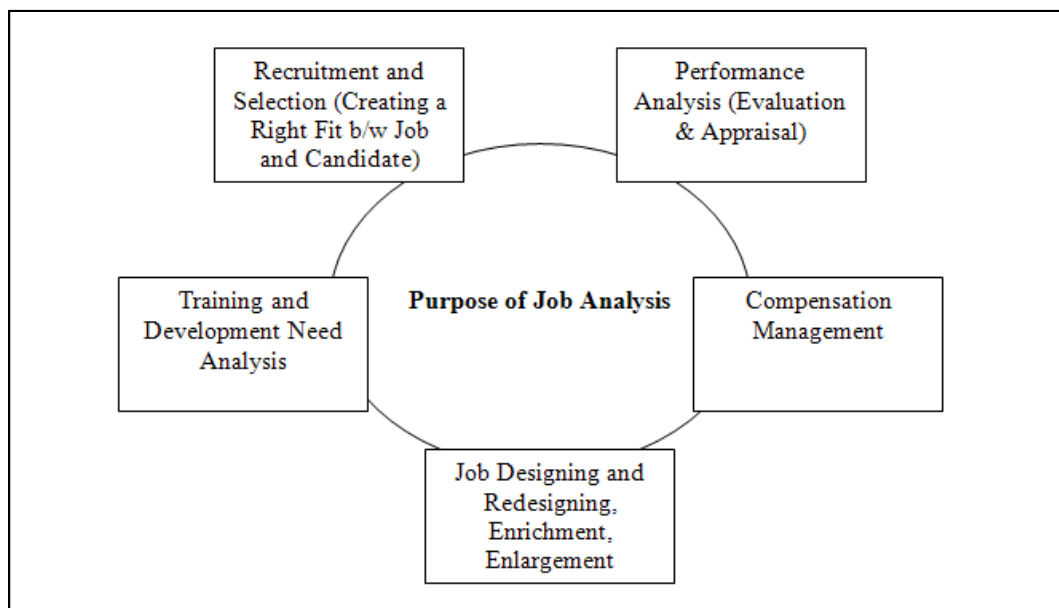 Recruitment and
Selection (Creating a
Right Fit b/w Job
and Candidate)
Performance
Analysis (Evaluation
& Appraisal)
Training and
Development Need
Analysis
Purpose of Job Analysis
Compensation
Management
Job Designing and
Redesigning,
Enrichment,
Enlargement